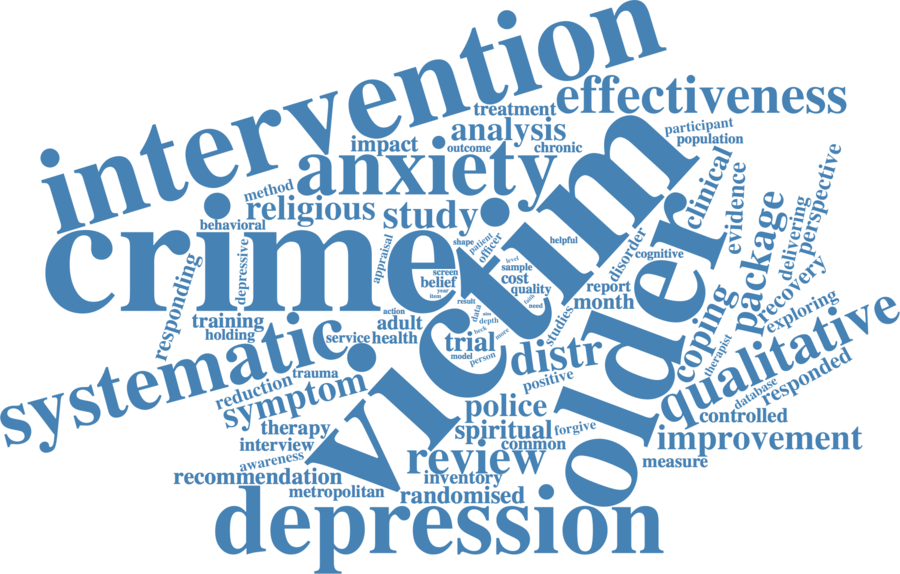 intervention
effectiveness
treatment
participant
analysis
population
impact
outcome
chronic
anxiety
victim
clinical
method
religious
study
evidence
perspective
behavioral
crime
older
package
delivering
appraisal
shape
patient
officer
helpful
disorder
cognitive
depressive
responding
screen
belief
year
item
level
sample
cost
quality
faith
need
report
month
recovery
result
data
action
training
holding
adult
service
health
depth
beck
more
trial
model
person
studies
coping
therapist
exploring
systematic
distr
qualitative
trauma
reduction
symptom
positive
database
responded
police
controlled
therapy
spiritual
forgive
interview
common
improvement
awareness
review
measure
recommendation
inventory
metropolitan
randomised
depression